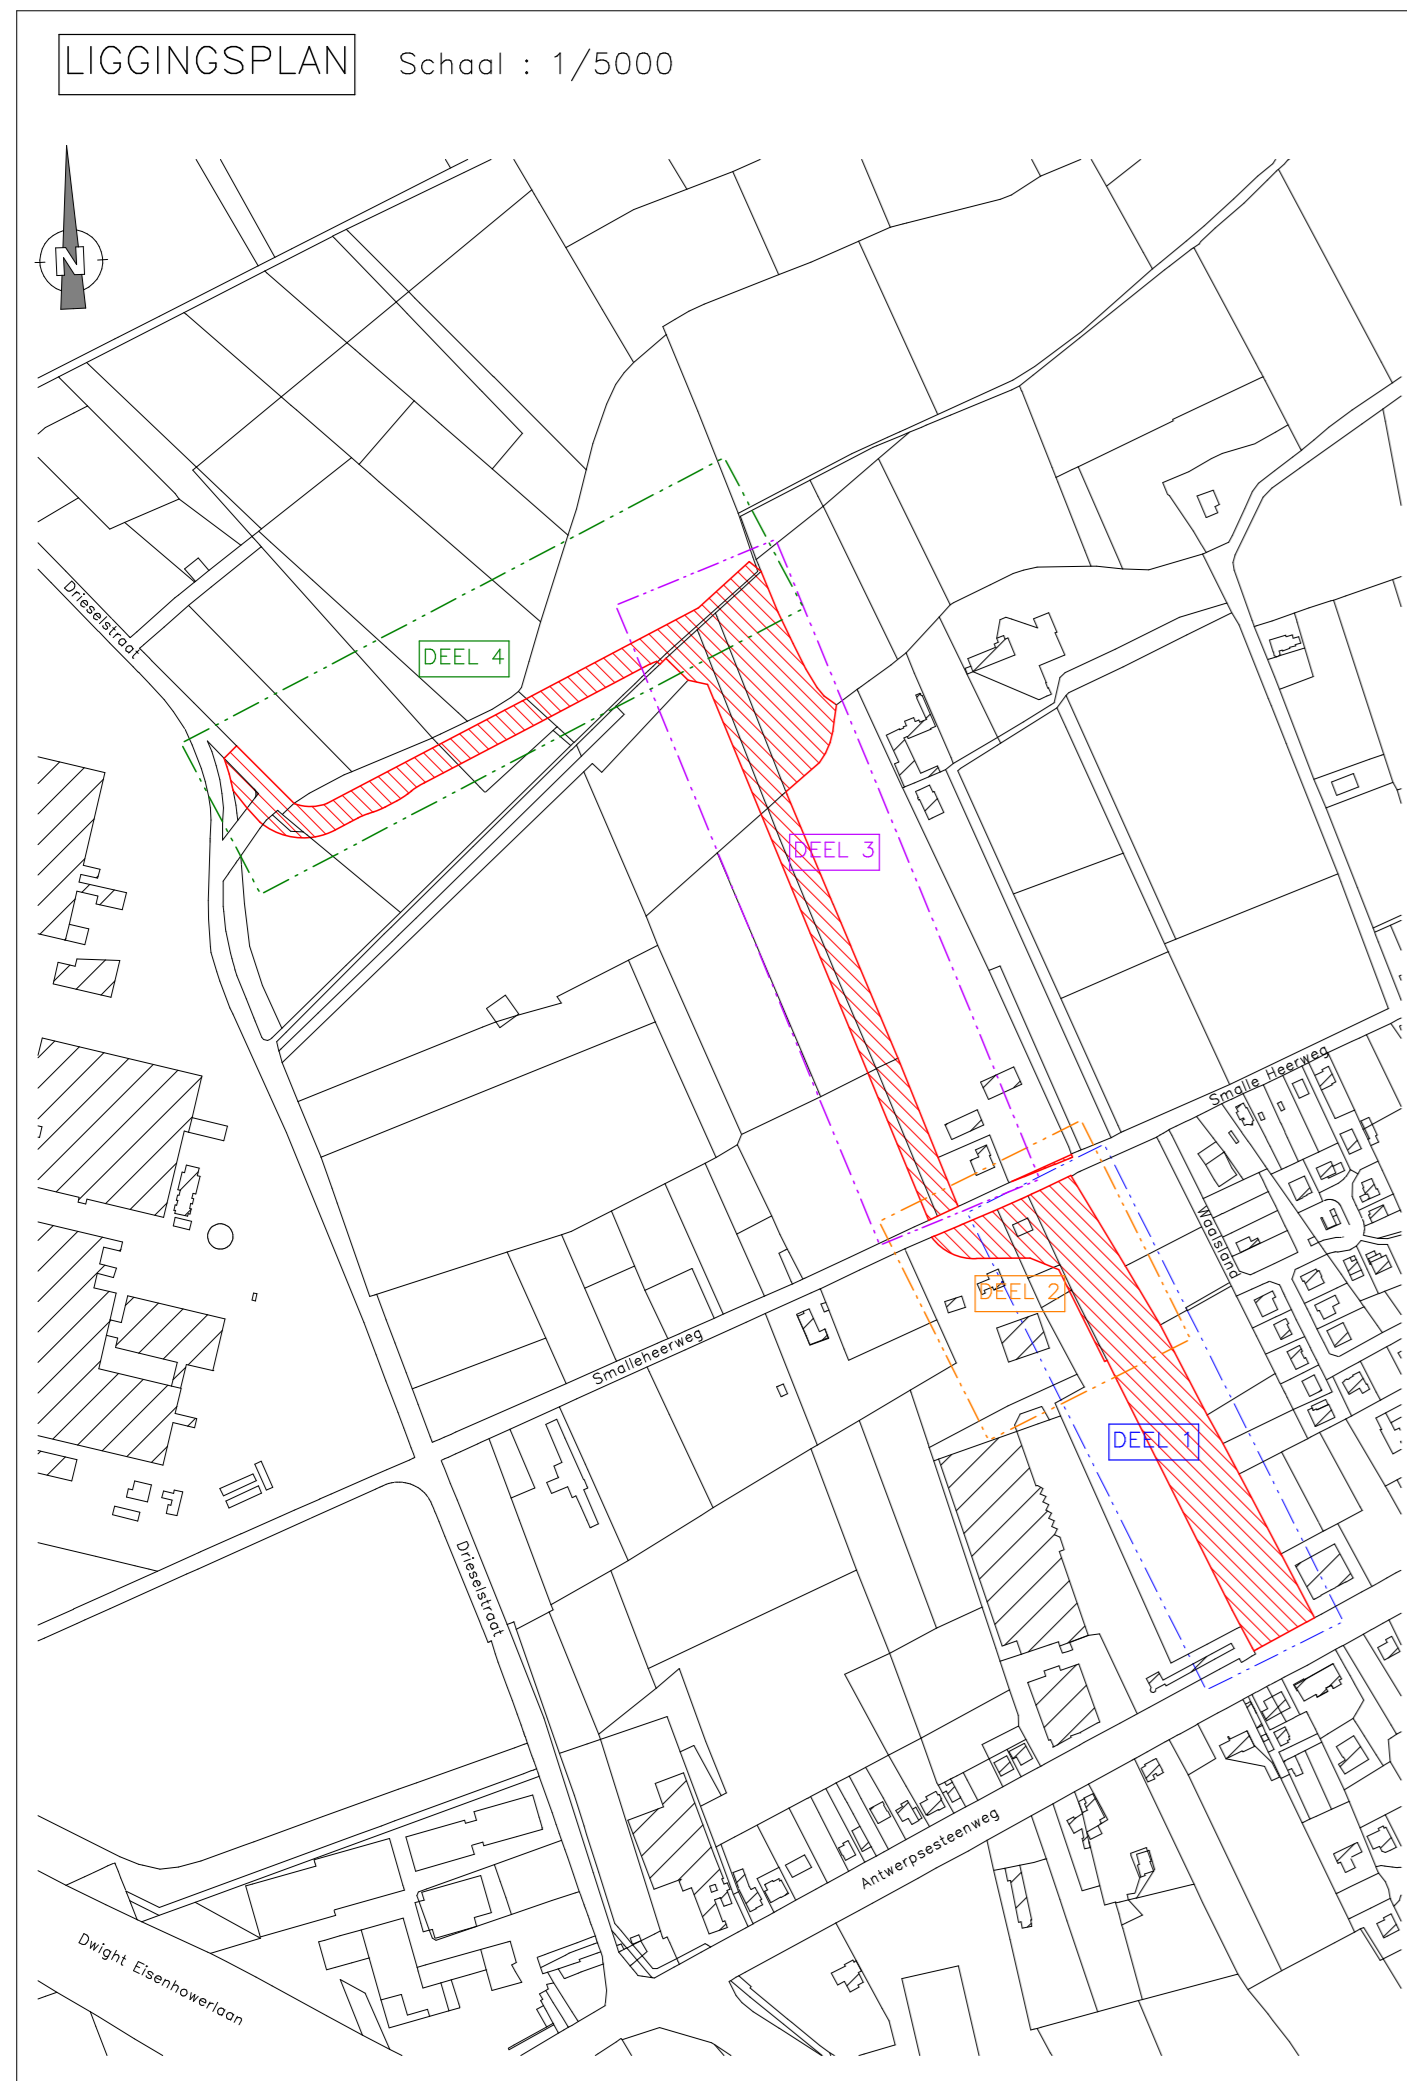 LIGGINGSPLAN Schaal : 1/5000
N
Drieselstraat
DEEL 4
DEEL 3
Smalle Heerweg
Waalsland
DEEL 2
Smalleheerweg
DEEL 1
Drieselstraat
Antwerpsesteenweg
Dwight Eisenhowerlaan